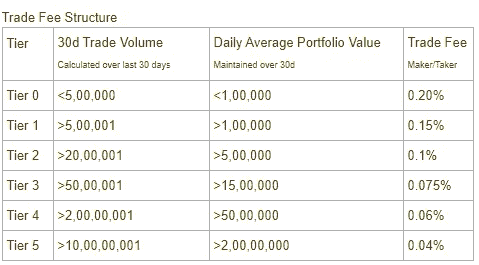 Trade Fee Structure
Tier 30d Trade Volume Daily Average Portfolio Value Trade Fee
Calculated over last 30 days Maintained over 30d Maker/Taker
Tier 0 <5,00,000 <1,00,000 0.20%
Tier 1 >5,00,001 >1,00,000 0.15%
Tier 2 >20,00,001 >5,00,000 0.1%
Tier 3 >50,00,001 >15,00,000 0.075%
Tier 4 >2,00,00,001 >50,00,000 0.06%
Tier 5 >10,00,00,001 >2,00,00,000 0.04%